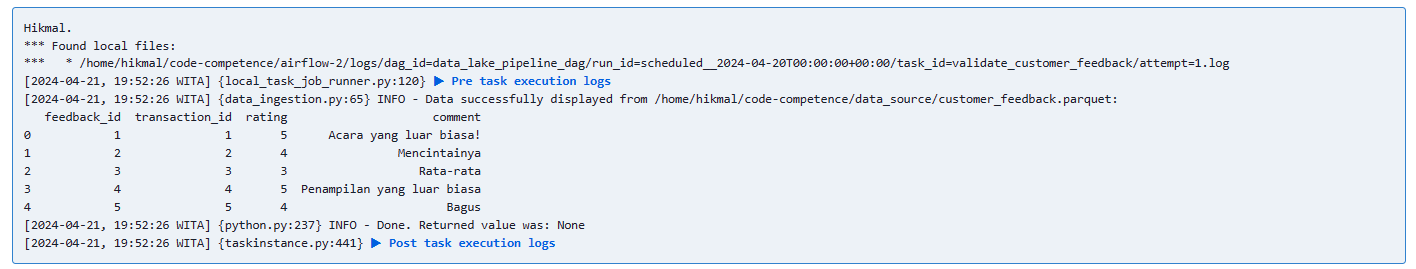 Hikmal.
*** Found local files:
***   * /home/hikmal/code-competence/airflow-2/logs/dag_id=data_lake_pipeline_dag/run_id=scheduled__2024-04-20T00:00:00+00:00/task_id=validate_customer_feedback/attempt=1.log
[2024-04-21, 19:52:26 WITA] {local_task_job_runner.py:120} ▶ Pre task execution logs
[2024-04-21, 19:52:26 WITA] {data_ingestion.py:65} INFO - Data successfully displayed from /home/hikmal/code-competence/data_source/customer_feedback.parquet:
   feedback_id  transaction_id  rating                     comment
0            1               1       5      Acara yang luar biasa!
1            2               2       4                Mencintainya
2            3               3       3                   Rata-rata
3            4               4       5  Penampilan yang luar biasa
4            5               5       4                       Bagus
[2024-04-21, 19:52:26 WITA] {python.py:237} INFO - Done. Returned value was: None
[2024-04-21, 19:52:26 WITA] {taskinstance.py:441} ▶ Post task execution logs